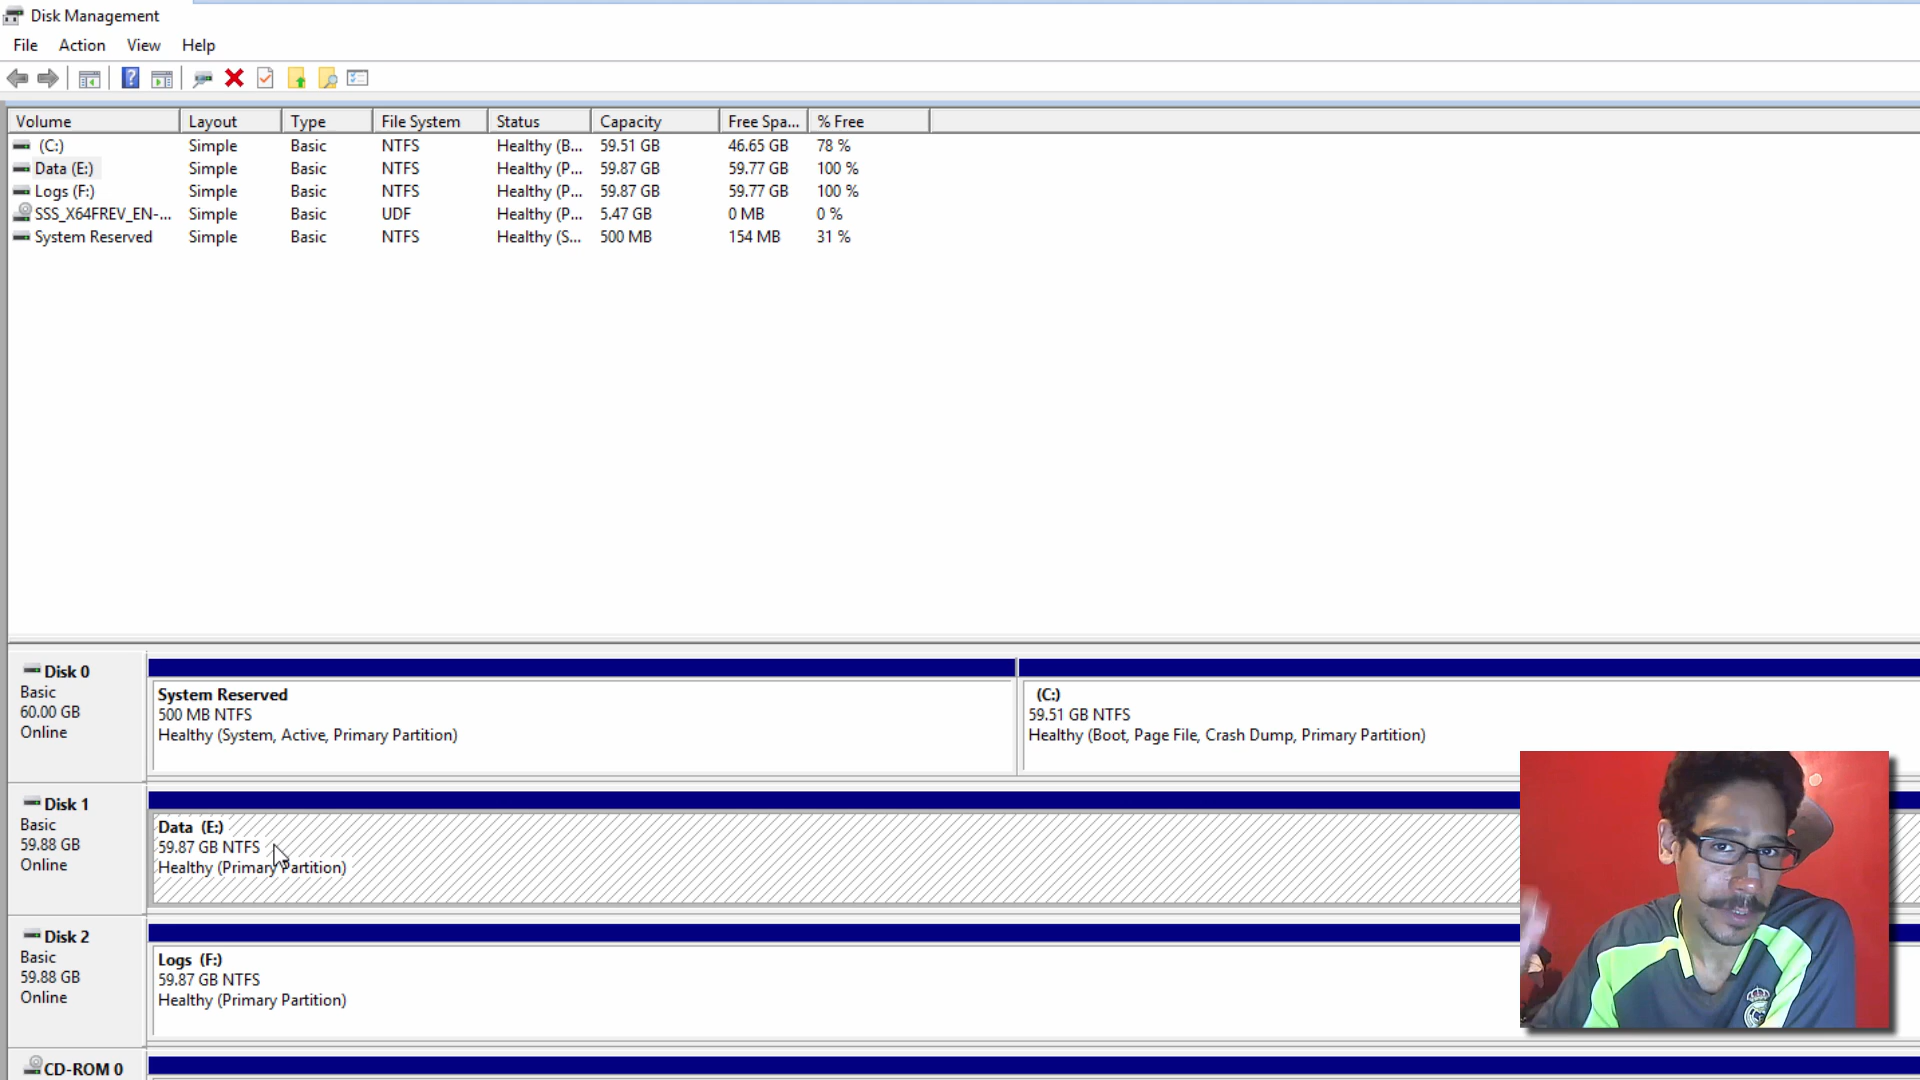 Disk Management
File Action View Help
Volume Layout Type File System Status Capacity Free Spa... % Free
(C:) Simple Basic NTFS Healthy (B... 59.51 GB 46.65 GB 78 %
Data (E:) Simple Basic NTFS Healthy (P... 59.87 GB 59.77 GB 100 %
Logs (F:) Simple Basic NTFS Healthy (P... 59.87 GB 59.77 GB 100 %
SSS_X64FREV_EN-... Simple Basic UDF Healthy (P... 5.47 GB 0 MB 0 %
System Reserved Simple Basic NTFS Healthy (S... 500 MB 154 MB 31 %
Disk 0
Basic
60.00 GB
Online
System Reserved
500 MB NTFS
Healthy (System, Active, Primary Partition)
(C:)
59.51 GB NTFS
Healthy (Boot, Page File, Crash Dump, Primary Partition)
Disk 1
Basic
59.88 GB
Online
Data (E:)
59.87 GB NTFS
Healthy (Primary Partition)
Disk 2
Basic
59.88 GB
Online
Logs (F:)
59.87 GB NTFS
Healthy (Primary Partition)
CD-ROM 0